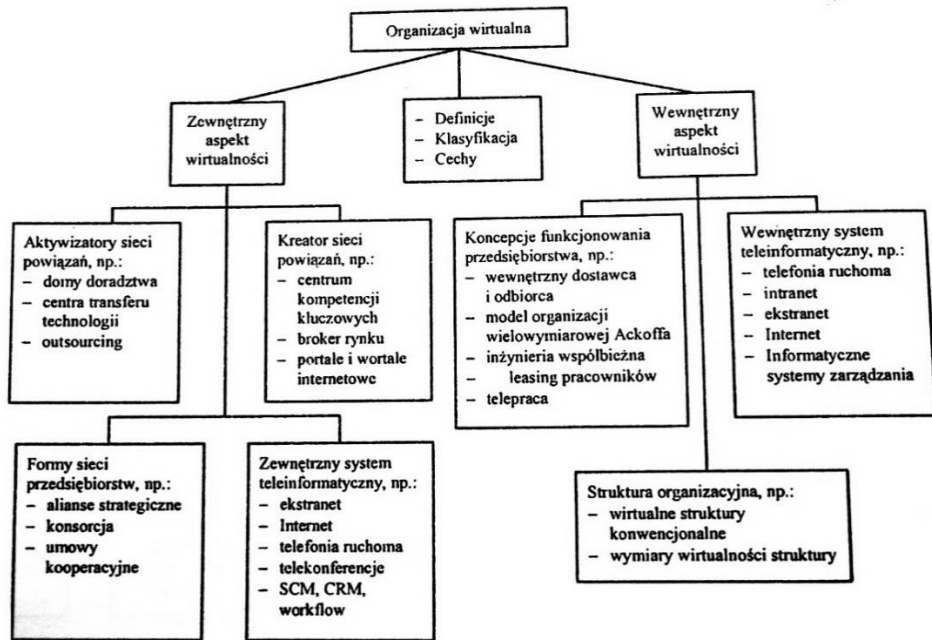 Organizacja wirtualna
Zewnętrzny
aspekt
wirtualności
– Definicje
– Klasyfikacja
– Cechy
Wewnętrzny
aspekt
wirtualności
Aktywizatory sieci
powiązań, np.:
– domy doradztwa
– centra transferu
technologii
– outsourcing
Kreator sieci
powiązań, np.:
– centrum
kompetencji
kluczowych
– broker rynku
– portale i wortale
internetowe
Koncepcje funkcjonowania
przedsiębiorstwa, np.:
– wewnętrzny dostawca
i odbiorca
– model organizacji
wielowymiarowej Ackoffa
– inżynieria współbieżna
– leasing pracowników
– telepraca
Wewnętrzny system
teleinformatyczny, np.:
– telefonia ruchoma
– intranet
– ekstranet
– Internet
– Informatyczne
systemy zarządzania
Formy sieci
przedsiębiorstw, np.:
– alianse strategiczne
– konsorcja
– umowy
kooperacyjne
Zewnętrzny system
teleinformatyczny, np.:
– ekstranet
– Internet
– telefonia ruchoma
– telekonferencje
– SCM, CRM,
workflow
Struktura organizacyjna, np.:
– wirtualne struktury
konwencjonalne
– wymiary wirtualności struktury